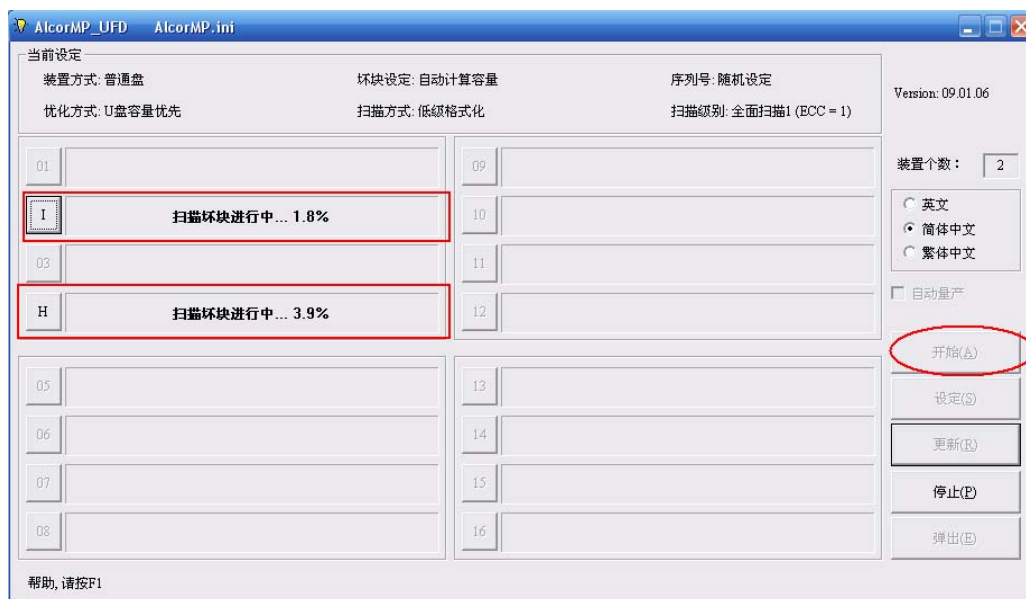 AlcorMP_UFD AlcorMP.ini
当前设定
装置方式: 普通盘
坏块设定: 自动计算容量
序列号: 随机设定
优化方式: U盘容量优先
扫描方式: 低级格式化
扫描级别: 全面扫描1 (ECC = 1)
Version: 09.01.06
装置个数： 2
英文
简体中文
繁体中文
自动量产
开始(A)
设定(S)
更新(R)
停止(P)
弹出(E)
01
I 扫描坏块进行中... 1.8%
03
H 扫描坏块进行中... 3.9%
05
06
07
08
09
10
11
12
13
14
15
16
帮助, 请按F1